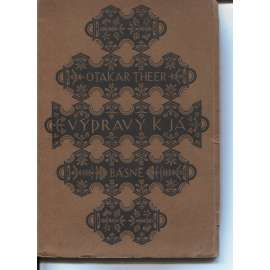 OTAKAR THEER
VÝPRAVY K JÁ
BÁSNĚ